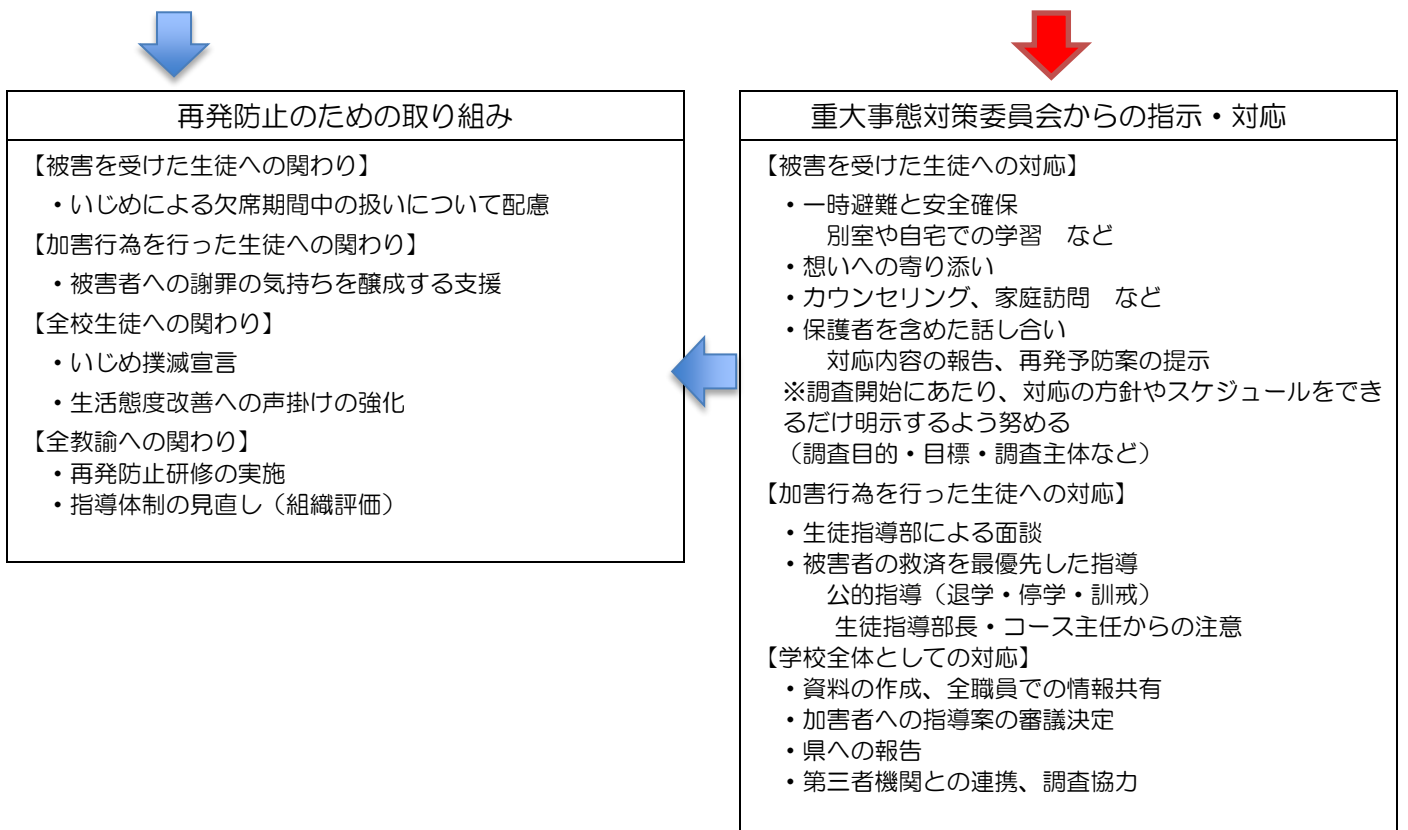 再発防止のための取り組み
【被害を受けた生徒への関わり】
・いじめによる欠席期間中の扱いについて配慮
【加害行為を行った生徒への関わり】
・被害者への謝罪の気持ちを醸成する支援
【全校生徒への関わり】
・いじめ撲滅宣言
・生活態度改善への声掛けの強化
【全教諭への関わり】
・再発防止研修の実施
・指導体制の見直し（組織評価）
重大事態対策委員会からの指示・対応
【被害を受けた生徒への対応】
・一時避難と安全確保
別室や自宅での学習　など
・想いへの寄り添い
・カウンセリング、家庭訪問　など
・保護者を含めた話し合い
対応内容の報告、再発予防案の提示
※調査開始にあたり、対応の方針やスケジュールをでき
るだけ明示するよう努める
（調査目的・目標・調査主体など）
【加害行為を行った生徒への対応】
・生徒指導部による面談
・被害者の救済を最優先した指導
公的指導（退学・停学・訓戒）
生徒指導部長・コース主任からの注意
【学校全体としての対応】
・資料の作成、全職員での情報共有
・加害者への指導案の審議決定
・県への報告
・第三者機関との連携、調査協力